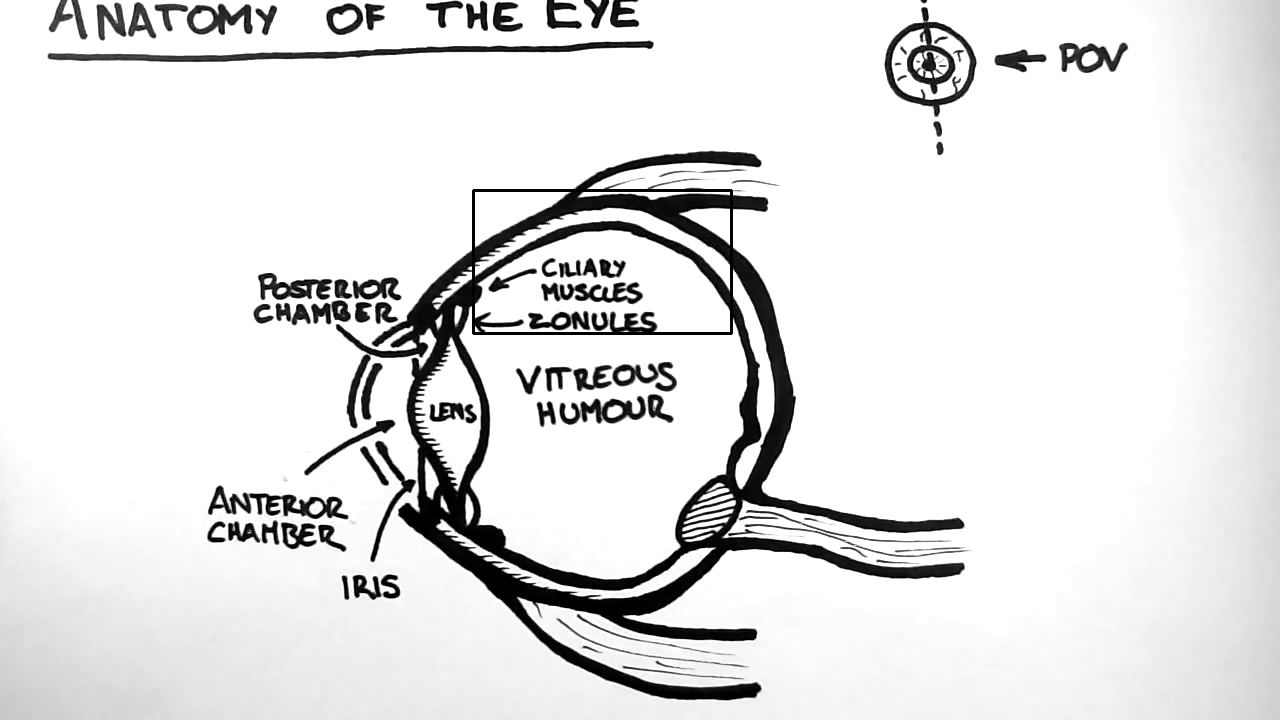 ANATOMY OF THE EYE
POV
CILIARY
MUSCLES
ZONULES
POSTERIOR
CHAMBER
VITREOUS
HUMOUR
LENS
ANTERIOR
CHAMBER
IRIS